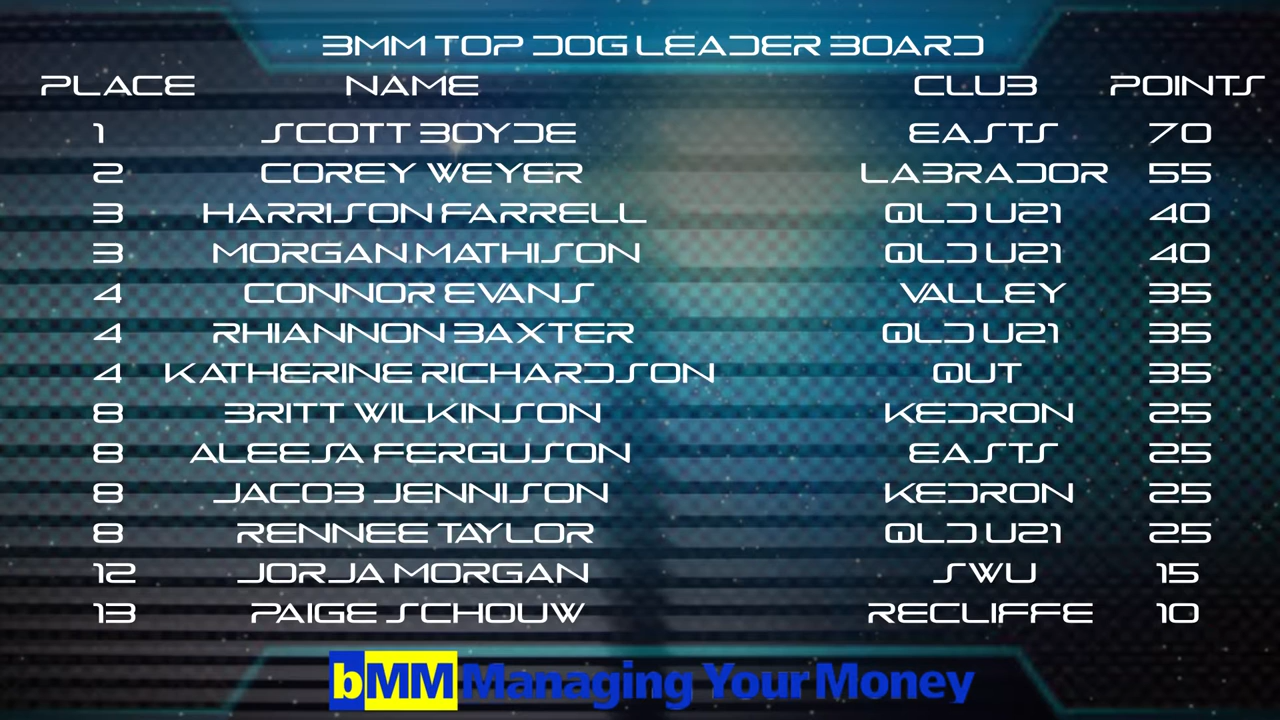 BMM TOP DOG LEADER BOARD
PLACE NAME CLUB POINTS
1 SCOTT BOYDE EASTS 70
2 COREY WEYER LABRADOR 55
3 HARRISON FARRELL QLD U21 40
3 MORGAN MATHISON QLD U21 40
4 CONNOR EVANS VALLEY 35
4 RHIANNON BAXTER QLD U21 35
4 KATHERINE RICHARDSON QUT 35
8 BRITT WILKINSON KEDRON 25
8 ALEESA FERGUSON EASTS 25
8 JACOB JENNISON KEDRON 25
8 RENNEE TAYLOR QLD U21 25
12 JORJA MORGAN SWU 15
13 PAIGE SCHOUW RECLIFFE 10
bMM Managing Your Money